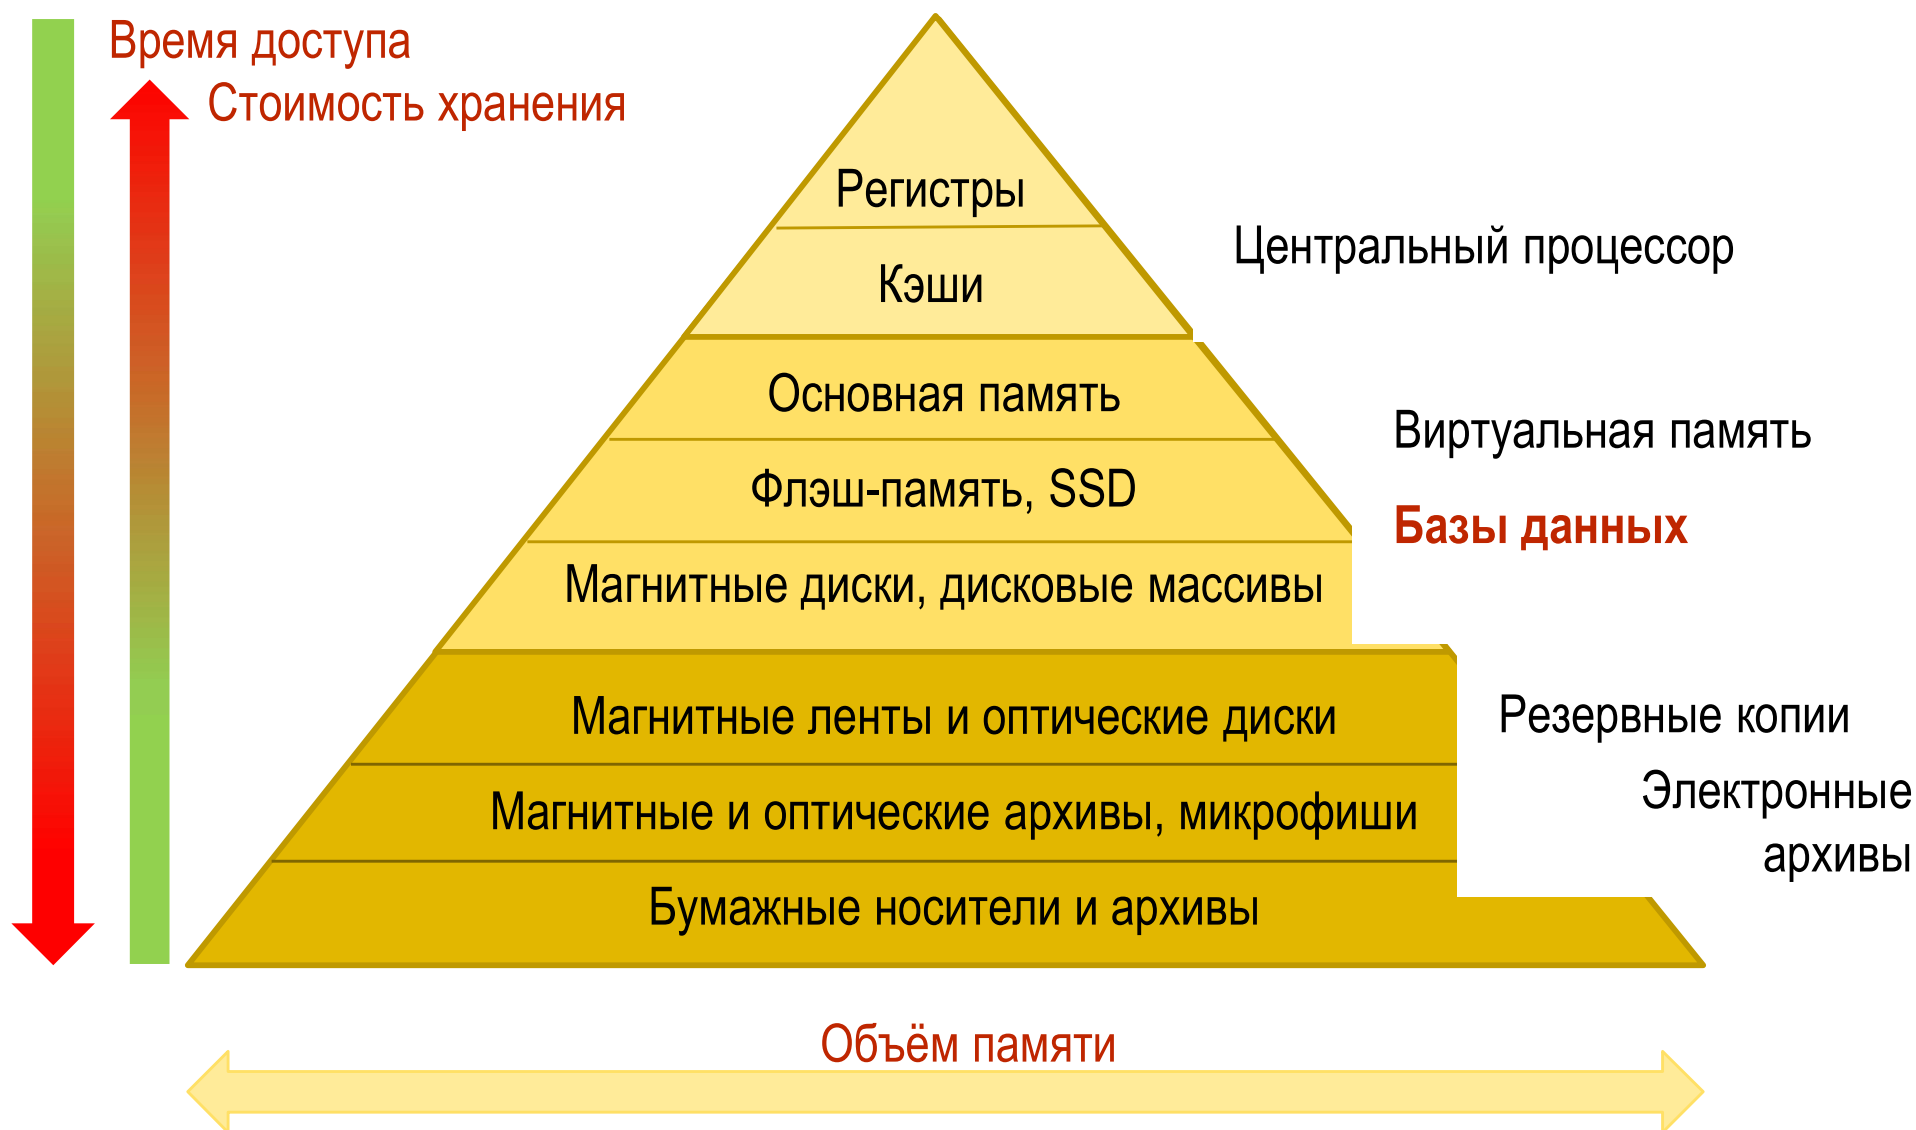 Время доступа
Стоимость хранения
Регистры
Центральный процессор
Кэши
Основная память
Виртуальная память
Флэш-память, SSD
Базы данных
Магнитные диски, дисковые массивы
Магнитные ленты и оптические диски
Резервные копии
Магнитные и оптические архивы, микрофиши
Электронные
архивы
Бумажные носители и архивы
Объём памяти